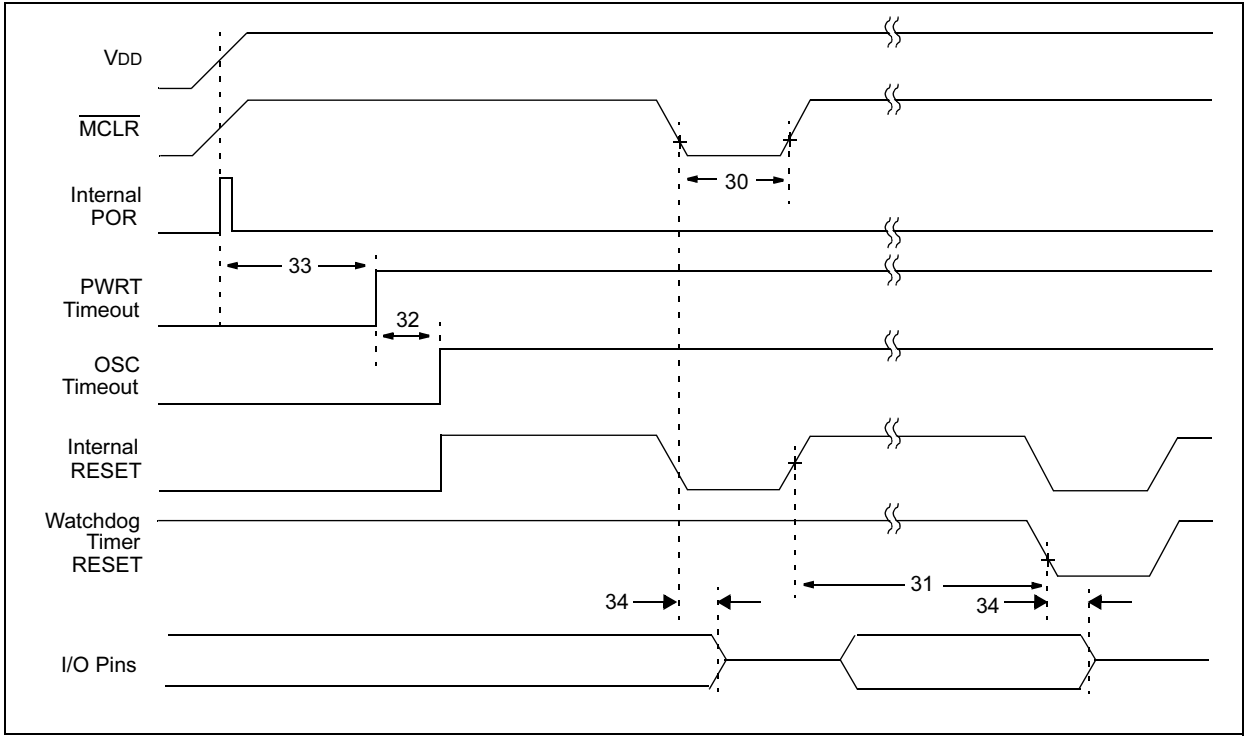 VDD
MCLR
Internal
POR
30
33
PWRT
Timeout
32
OSC
Timeout
Internal
RESET
Watchdog
Timer
RESET
31
34
34
I/O Pins